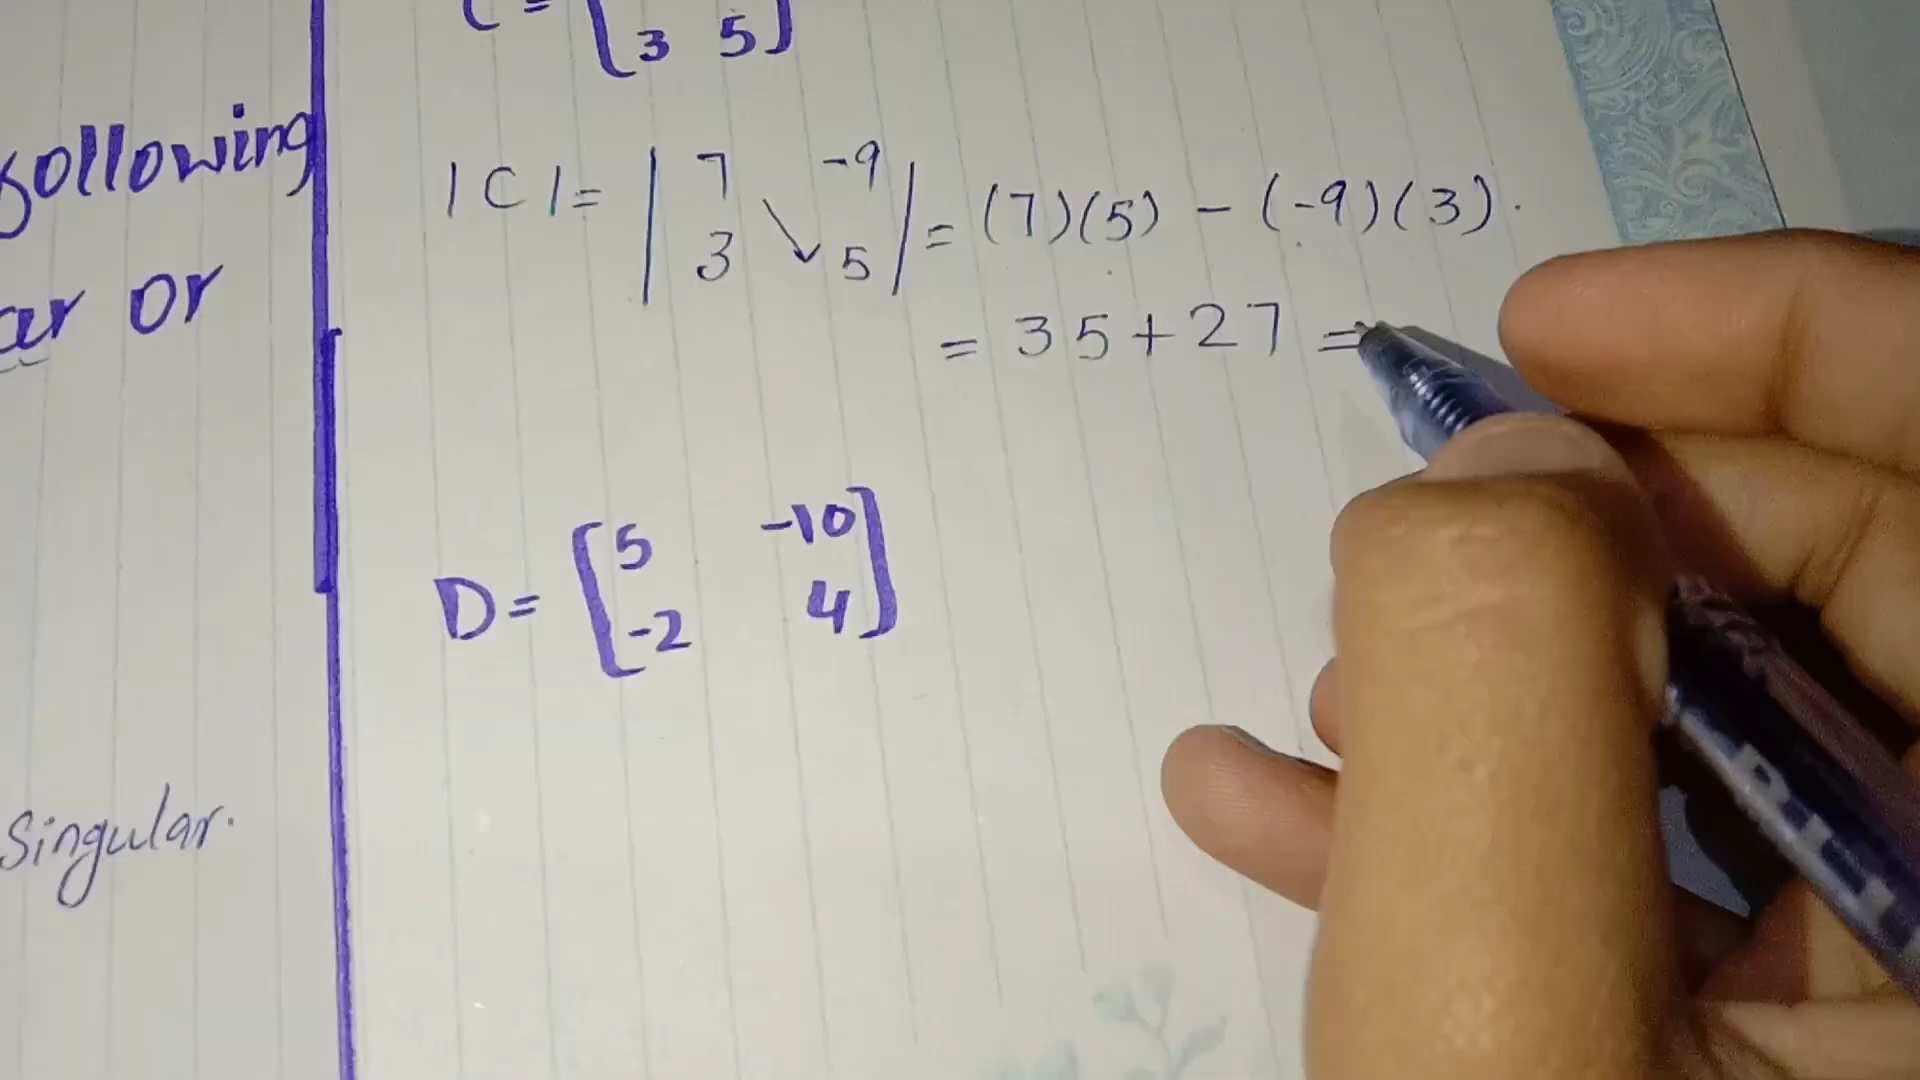 following
or
Singular.
3 5
|C| = | 7 -9 | = (7)(5) - (-9)(3).
3 5
= 35+27 =
D = [ 5 -10
-2 4 ]